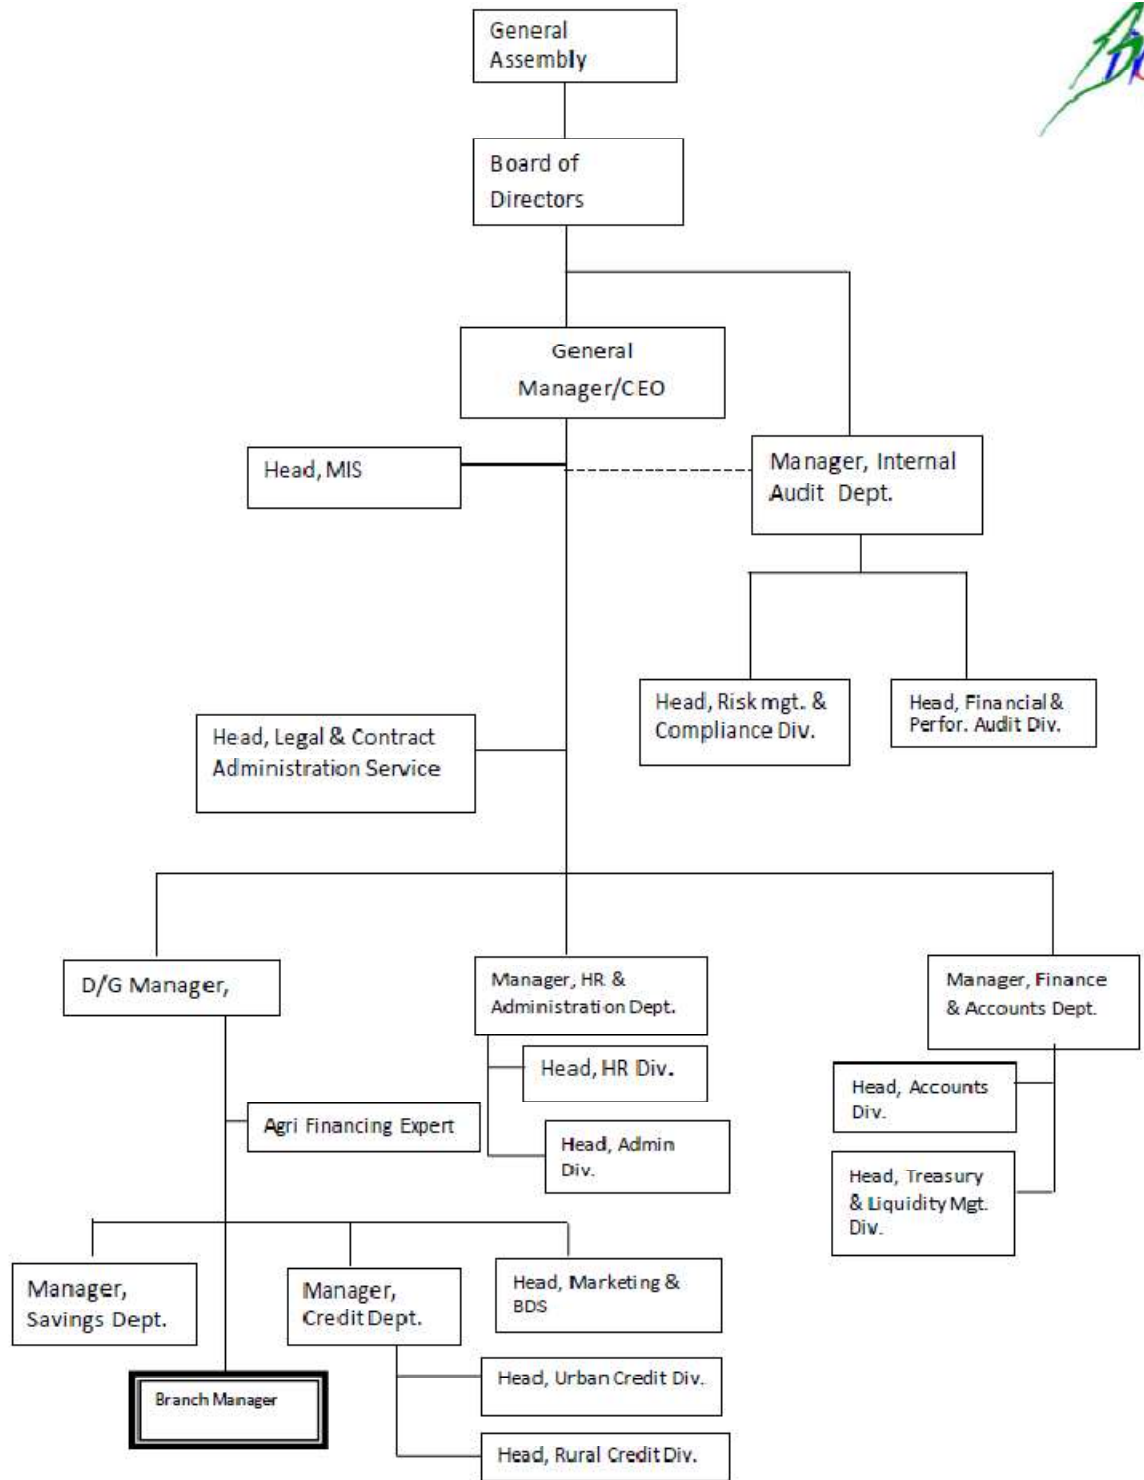 General
Assembly
Board of
Directors
General
Manager/CEO
Head, MIS
Manager, Internal
Audit Dept.
Head, Risk mgt. &
Compliance Div.
Head, Financial &
Perfor. Audit Div.
Head, Legal & Contract
Administration Service
D/G Manager,
Manager, HR &
Administration Dept.
Manager, Finance
& Accounts Dept.
Head, HR Div.
Head, Accounts
Div.
Agri Financing Expert
Head, Admin
Div.
Head, Treasury
& Liquidity Mgt.
Div.
Manager,
Savings Dept.
Manager,
Credit Dept.
Head, Marketing &
BDS
Branch Manager
Head, Urban Credit Div.
Head, Rural Credit Div.